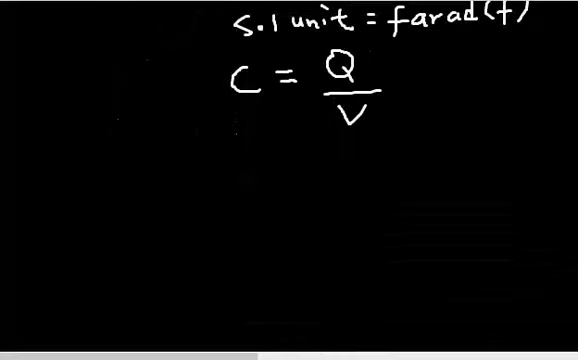 S.I unit = farad(f)
C = Q/V